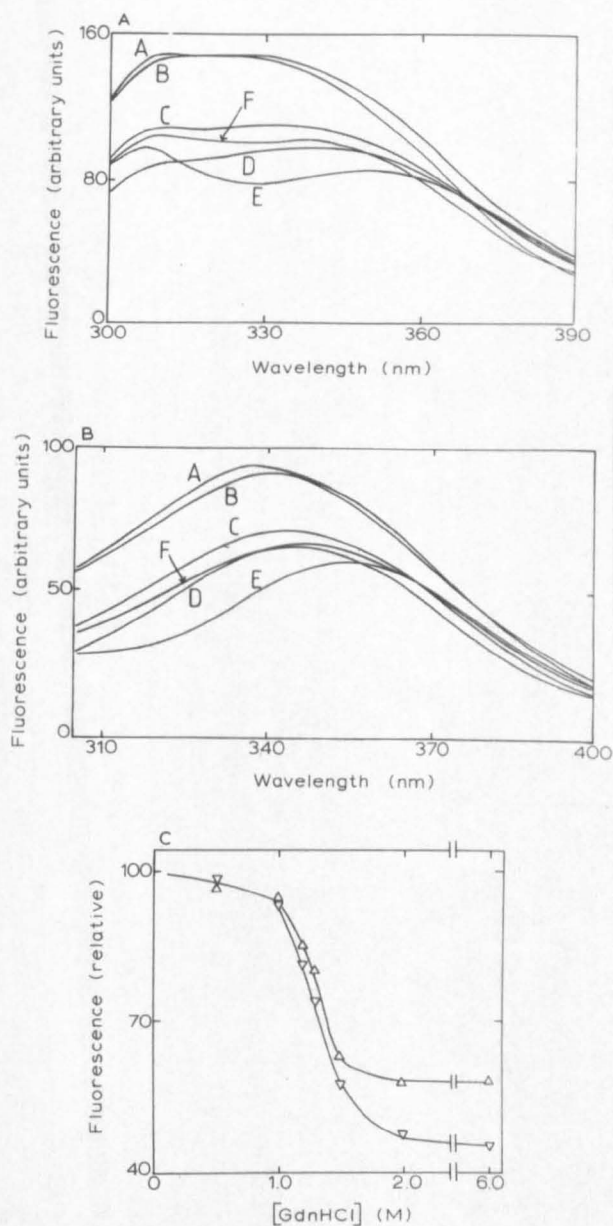 A
160
A
B
C
F
D
E
80
0
300
330
360
390
Fluorescence (arbitrary units)
Wavelength (nm)
B
100
A
B
C
F
E
D
50
0
310
340
370
400
Fluorescence (arbitrary units)
Wavelength (nm)
C
100
70
40
0
1.0
2.0
6.0
Fluorescence (relative)
[GdnHCl] (M)